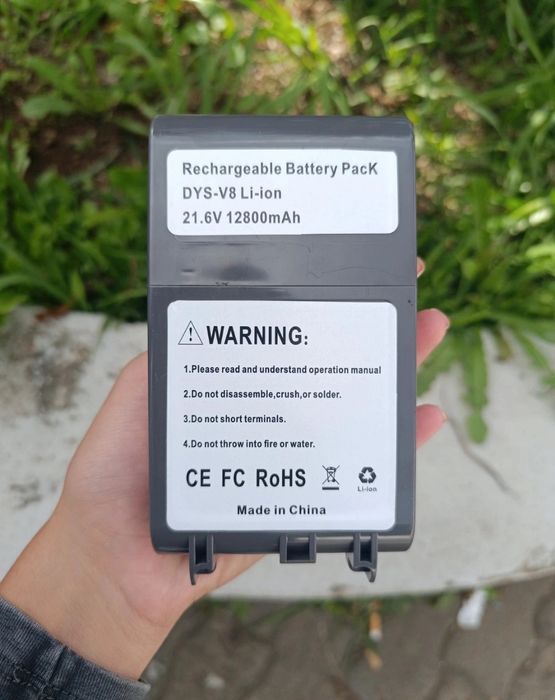 Rechargeable Battery PacK
DYS-V8 Li-ion
21.6V 12800mAh
WARNING:
1.Please read and understand operation manual
2.Do not disassemble,crush,or solder.
3.Do not short terminals.
4.Do not throw into fire or water.
CE FC RoHS
Li-ion
Made in China